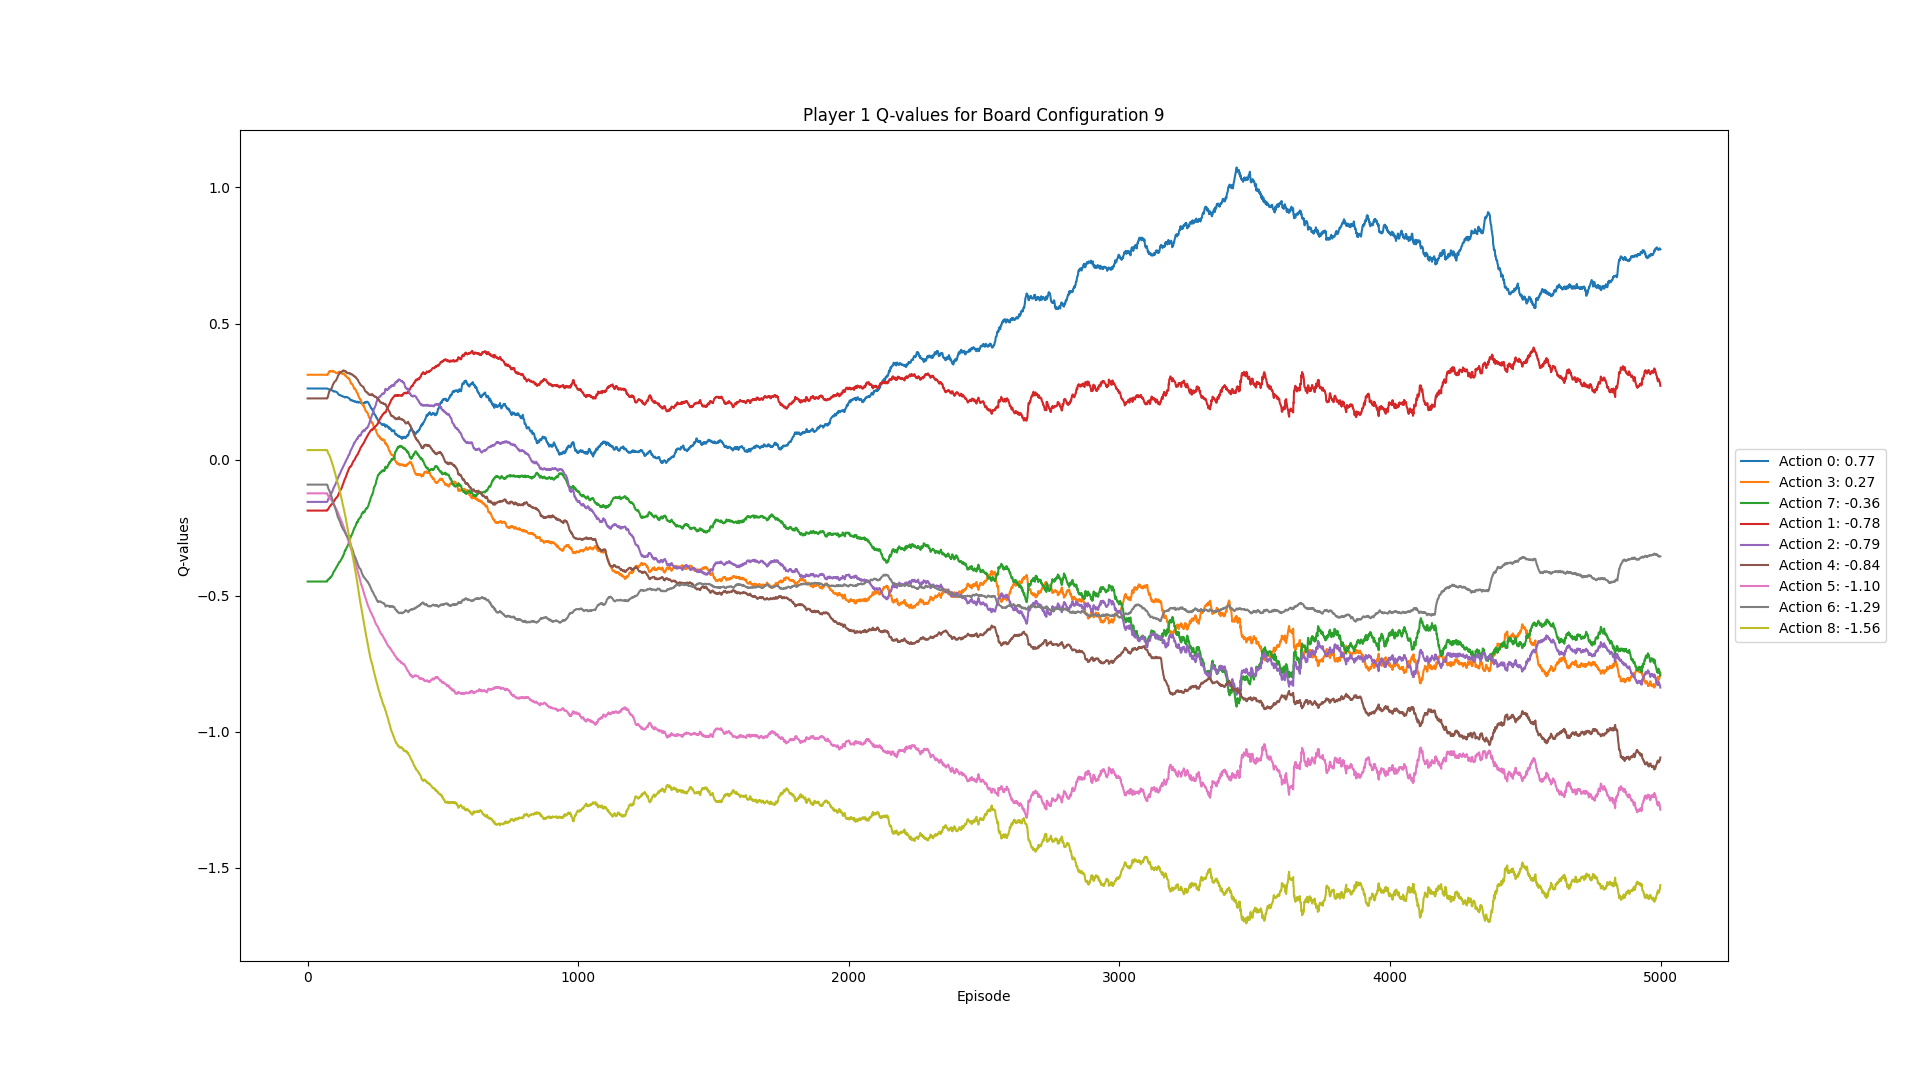 Player 1 Q-values for Board Configuration 9
1.0
0.5
0.0
−0.5
−1.0
−1.5
Q-values
0
1000
2000
3000
4000
5000
Episode
Action 0: 0.77
Action 3: 0.27
Action 7: -0.36
Action 1: -0.78
Action 2: -0.79
Action 4: -0.84
Action 5: -1.10
Action 6: -1.29
Action 8: -1.56